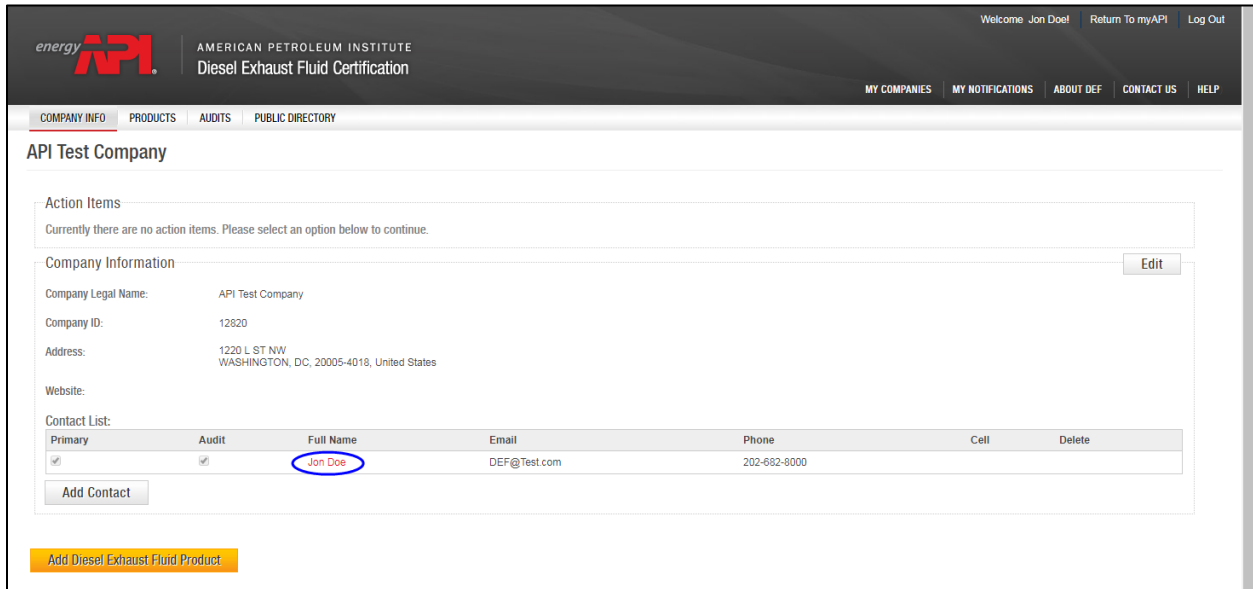 Welcome Jon Doe! Return To myAPI Log Out
energy API
AMERICAN PETROLEUM INSTITUTE
Diesel Exhaust Fluid Certification
MY COMPANIES MY NOTIFICATIONS ABOUT DEF CONTACT US HELP
COMPANY INFO PRODUCTS AUDITS PUBLIC DIRECTORY
API Test Company
Action Items
Currently there are no action items. Please select an option below to continue.
Company Information
Edit
Company Legal Name: API Test Company
Company ID: 12820
Address: 1220 L ST NW
WASHINGTON, DC, 20005-4018, United States
Website:
Contact List:
Primary Audit Full Name Email Phone Cell Delete
Jon Doe DEF@Test.com 202-682-8000
Add Contact
Add Diesel Exhaust Fluid Product